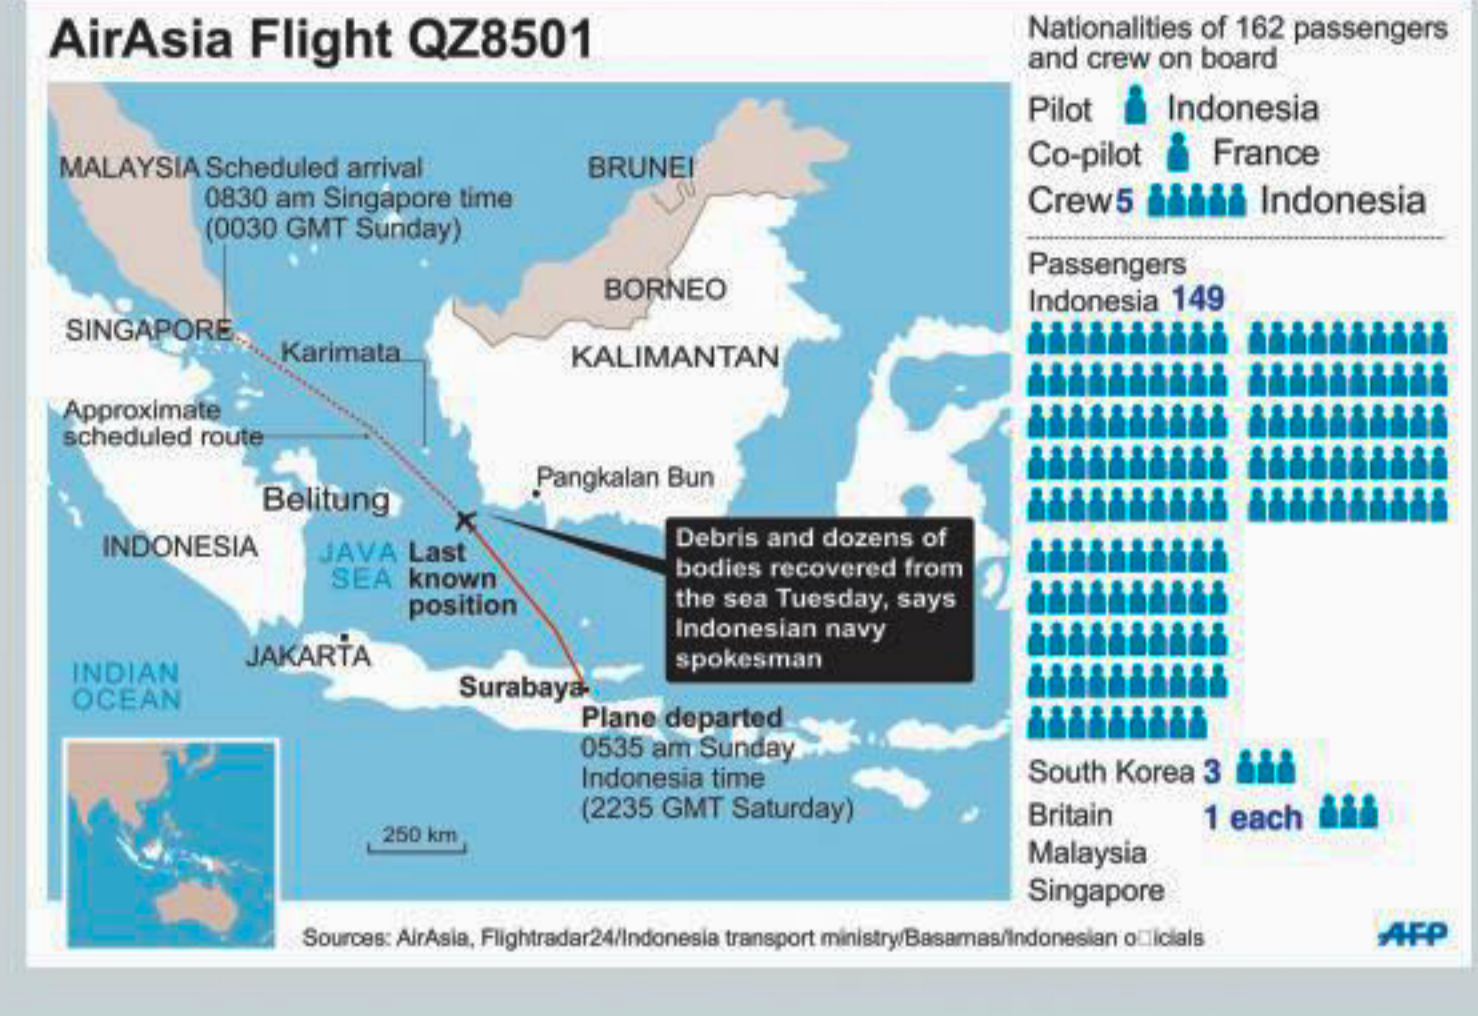 AirAsia Flight QZ8501
MALAYSIA
Scheduled arrival
0830 am Singapore time
(0030 GMT Sunday)
BRUNEI
BORNEO
SINGAPORE
Karimata
KALIMANTAN
Approximate
scheduled route
Pangkalan Bun
Belitung
INDONESIA
JAVA
SEA
Last
known
position
Debris and dozens of
bodies recovered from
the sea Tuesday, says
Indonesian navy
spokesman
JAKARTA
INDIAN
OCEAN
Surabaya
Plane departed
0535 am Sunday
Indonesia time
(2235 GMT Saturday)
250 km
Nationalities of 162 passengers
and crew on board
Pilot Indonesia
Co-pilot France
Crew 5 Indonesia
Passengers
Indonesia 149
South Korea 3
Britain 1 each
Malaysia
Singapore
Sources: AirAsia, Flightradar24/Indonesia transport ministry/Basarnas/Indonesian o□icials
AFP